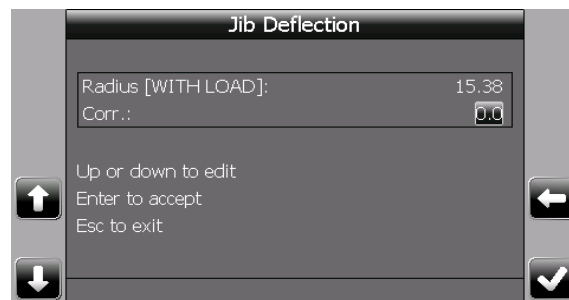 Jib Deflection
Radius [WITH LOAD]: 15.38
Corr.: 0.0
Up or down to edit
Enter to accept
Esc to exit